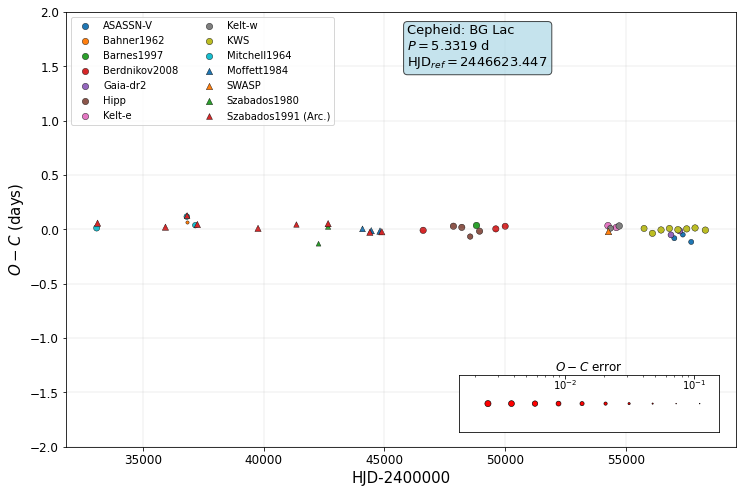 ASASSN-V
Bahner1962
Barnes1997
Berdnikov2008
Gaia-dr2
Hipp
Kelt-e
Kelt-w
KWS
Mitchell1964
Moffett1984
SWASP
Szabados1980
Szabados1991 (Arc.)
Cepheid: BG Lac
P = 5.3319 d
HJD_ref = 2446623.447
2.0
1.5
1.0
0.5
0.0
−0.5
−1.0
−1.5
−2.0
O − C (days)
O − C error
10⁻² 10⁻¹
35000 40000 45000 50000 55000
HJD-2400000